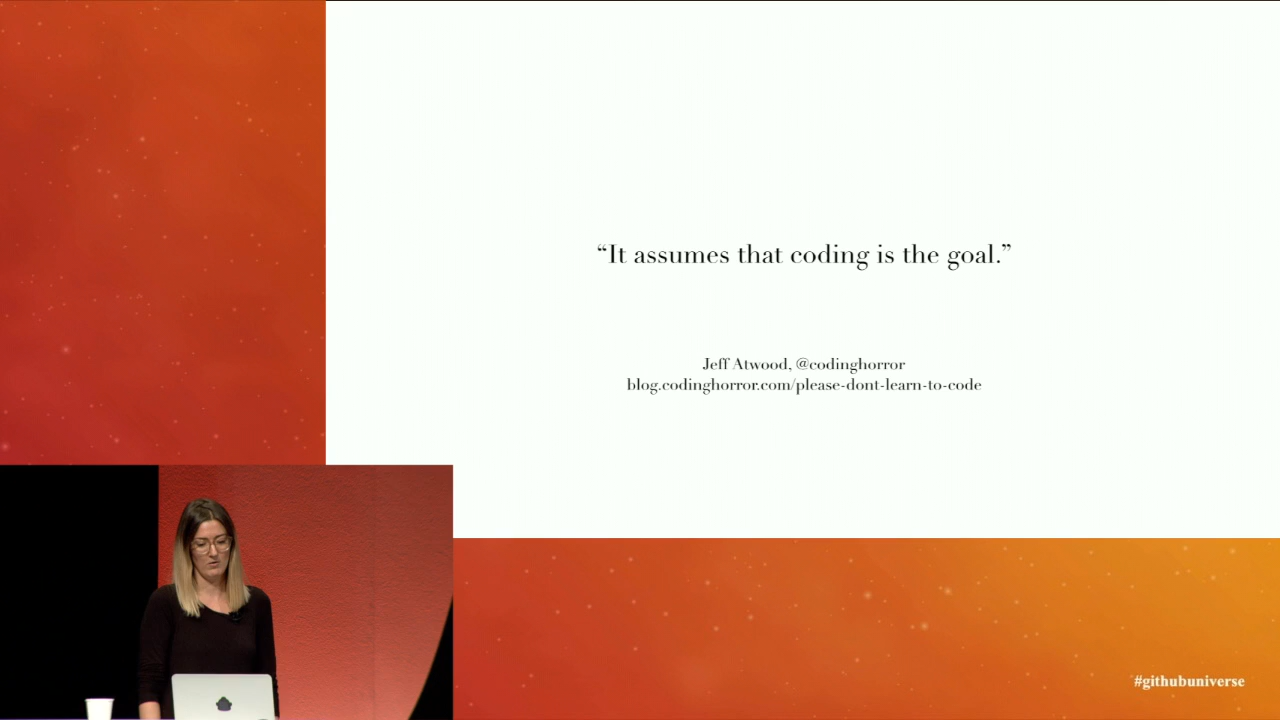 “It assumes that coding is the goal.”
Jeff Atwood, @codinghorror
blog.codinghorror.com/please-dont-learn-to-code
#githubuniverse